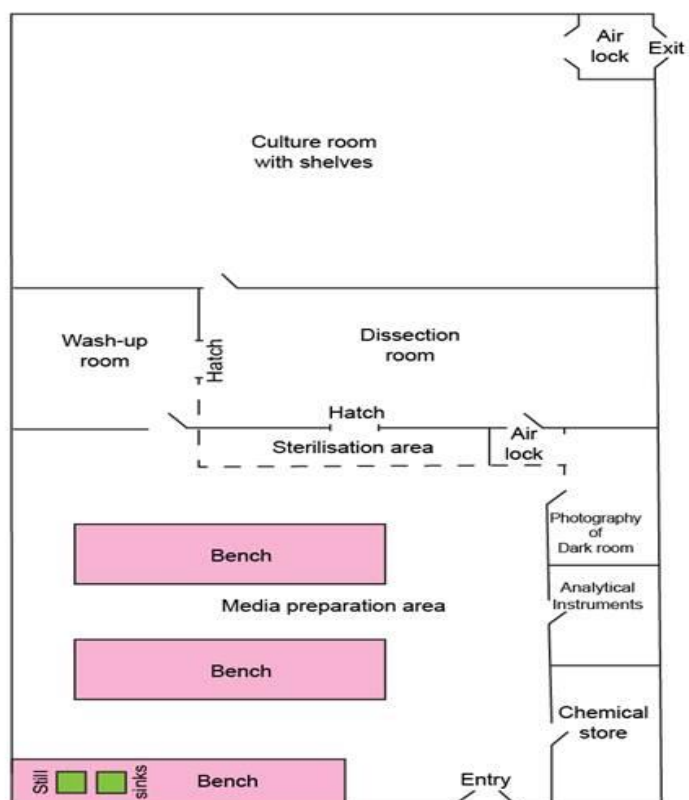 Air
lock
Exit
Culture room
with shelves
Wash-up
room
Hatch
Dissection
room
Hatch
Sterilisation area
Air
lock
Photography
of
Dark room
Bench
Analytical
Instruments
Media preparation area
Bench
Chemical
store
Still
sinks
Bench
Entry